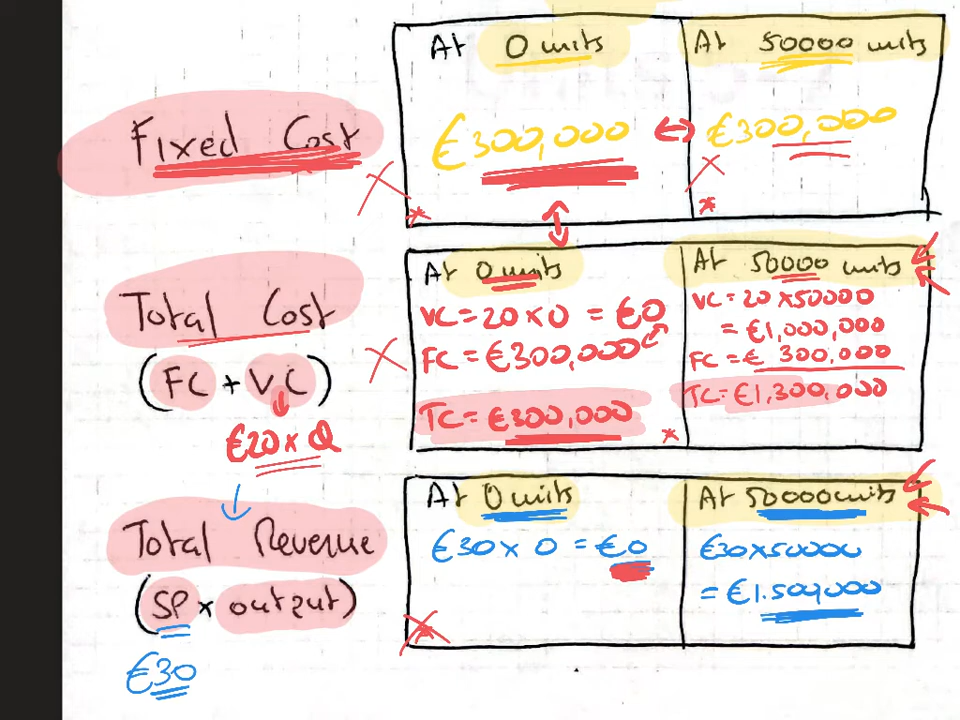 At 0 units
At 50000 units
Fixed Cost
€300,000
€300,000
Total Cost
(FC + VC)
€20 x Q
At 0 units
VC = 20 x 0 = €0
FC = €300,000
TC = €300,000
At 50000 units
VC = 20 x 50000
= €1,000,000
FC = € 300,000
TC = €1,300,000
Total Revenue
(SP x output)
€30
At 0 units
€30 x 0 = €0
At 50000 units
€30 x 50000
= €1.500,000